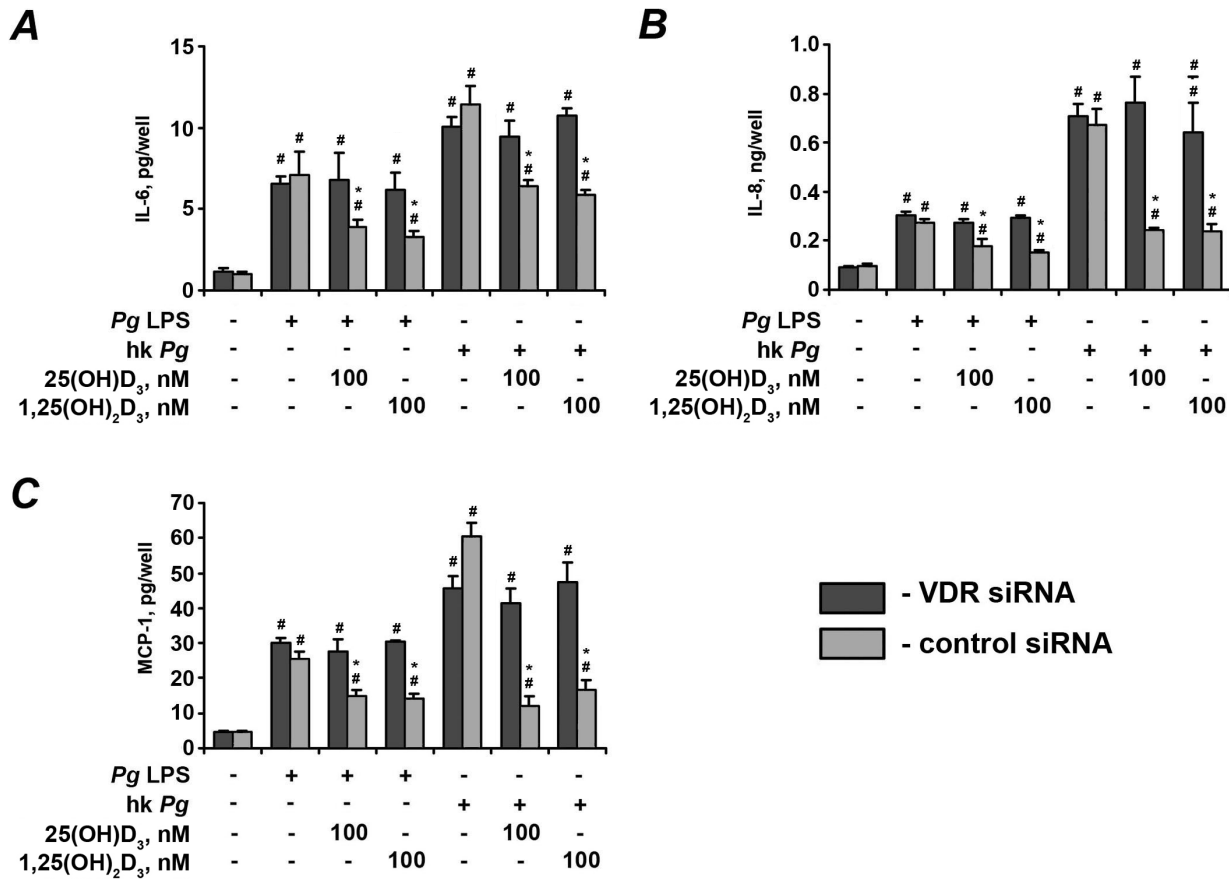 A
IL-6, pg/well
15
10
5
0
# # # # * # # * # # # # * # # * #
Pg LPS - + + + - - -
hk Pg - - - - + + +
25(OH)D₃, nM - - 100 - - 100 -
1,25(OH)₂D₃, nM - - - 100 - - 100
B
IL-8, ng/well
1.0
0.8
0.6
0.4
0.2
0
# # # * # # * # # # # * # # # * #
Pg LPS - + + + - - -
hk Pg - - - - + + +
25(OH)D₃, nM - - 100 - - 100 -
1,25(OH)₂D₃, nM - - - 100 - - 100
C
MCP-1, pg/well
70
60
50
40
30
20
10
0
# # # * # # * # # # # * # # * #
Pg LPS - + + + - - -
hk Pg - - - - + + +
25(OH)D₃, nM - - 100 - - 100 -
1,25(OH)₂D₃, nM - - - 100 - - 100
- VDR siRNA
- control siRNA